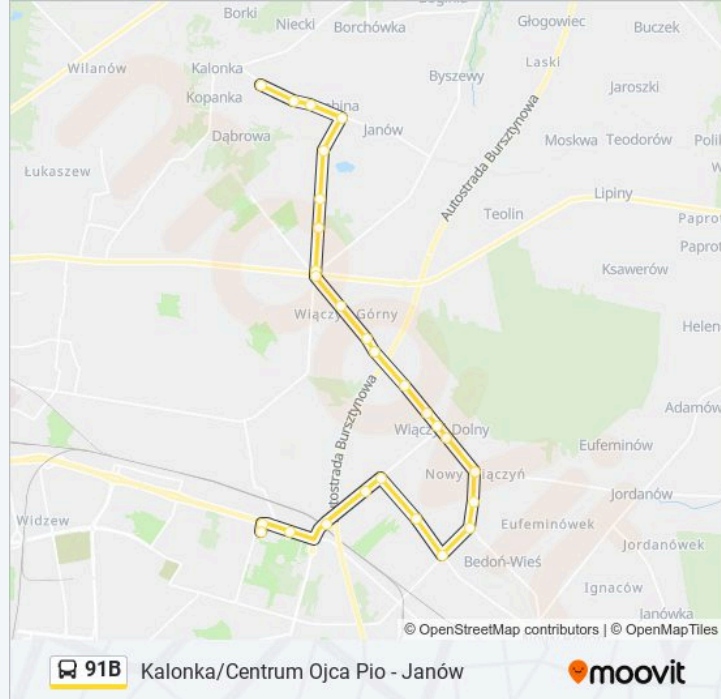 Borki
Niecki
Borchówka
Głogowiec
Buczek
Wilanów
Kalonka
Laski
Byszewy
Kopanka
Jaroszki
Janów
Dąbrowa
Moskwa
Teodorów
Łukaszew
Autostrada Bursztynowa
Lipiny
Teolin
Ksawerów
Wiączyń Górny
Autostrada Bursztynowa
Wiączyń Dolny
Eufeminów
Nowy Wiączyń
Jordanów
Widzew
Eufeminówek
Jordanówek
Bedoń-Wieś
Ignaców
Janówka
© OpenStreetMap contributors | © OpenMapTiles
91B Kalonka/Centrum Ojca Pio - Janów
moovit